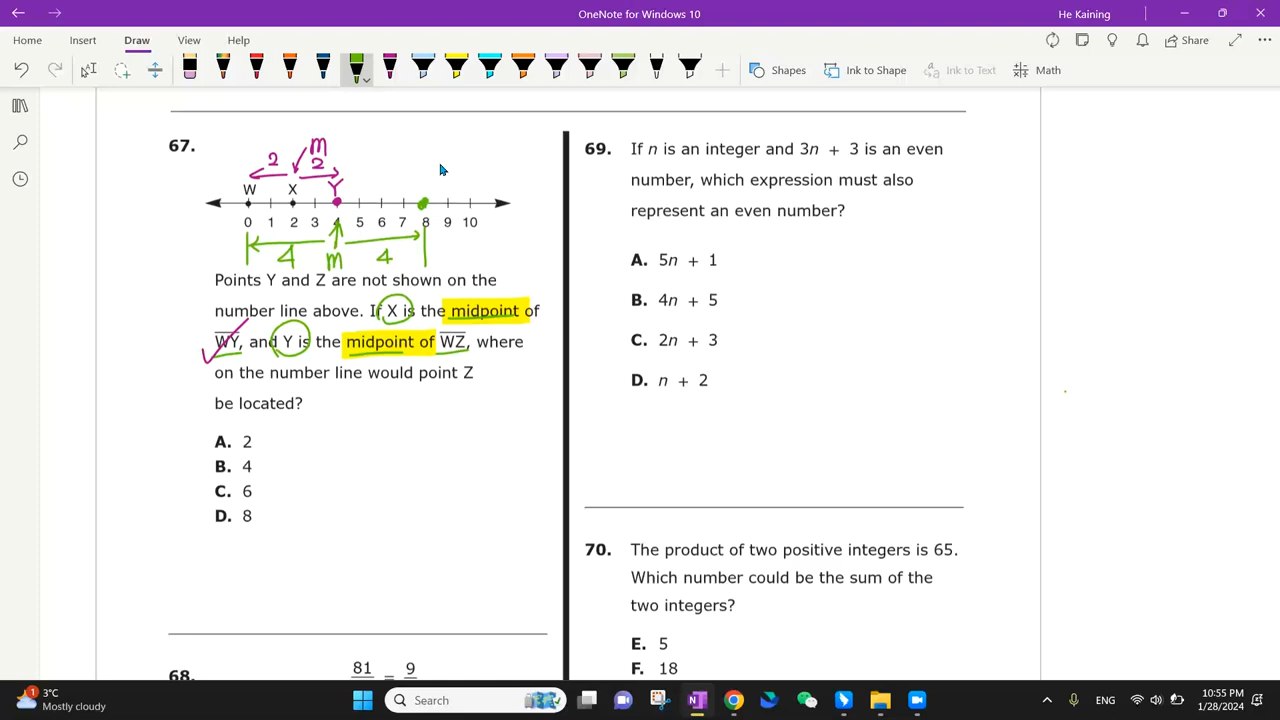 OneNote for Windows 10
He Kaining
Home Insert Draw View Help
Share
Shapes Ink to Shape Ink to Text Math
67.
m
2 2
Y
W X
0 1 2 3 4 5 6 7 8 9 10
4 m 4
Points Y and Z are not shown on the
number line above. If X is the midpoint of
WY, and Y is the midpoint of WZ, where
on the number line would point Z
be located?
A. 2
B. 4
C. 6
D. 8
68.
81 = 9
69. If n is an integer and 3n + 3 is an even
number, which expression must also
represent an even number?
A. 5n + 1
B. 4n + 5
C. 2n + 3
D. n + 2
70. The product of two positive integers is 65.
Which number could be the sum of the
two integers?
E. 5
F. 18
1
3°C
Mostly cloudy
Search
ENG
10:55 PM
1/28/2024